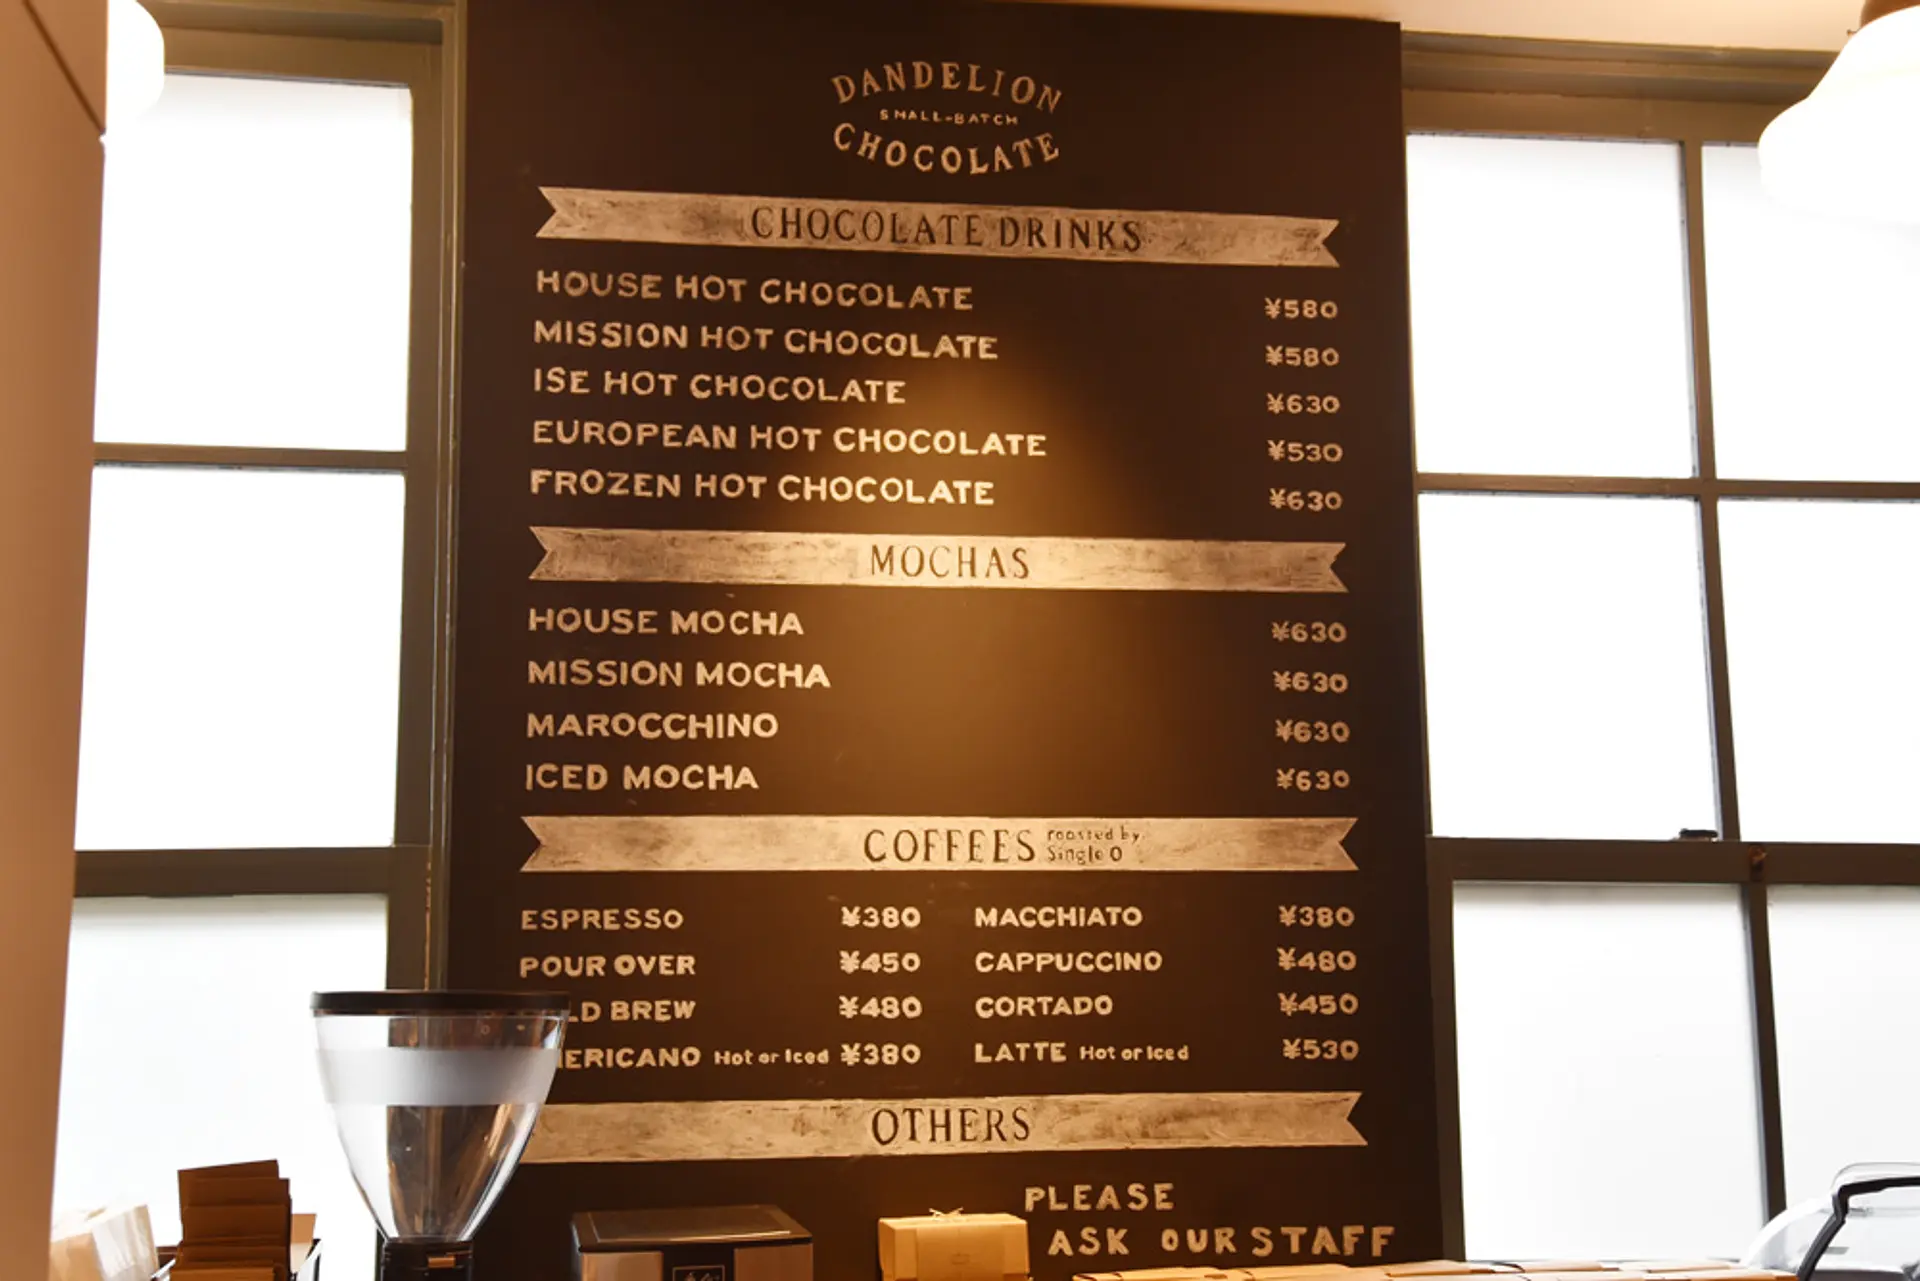 DANDELION
SMALL-BATCH
CHOCOLATE
CHOCOLATE DRINKS
HOUSE HOT CHOCOLATE ¥580
MISSION HOT CHOCOLATE ¥580
ISE HOT CHOCOLATE ¥630
EUROPEAN HOT CHOCOLATE ¥530
FROZEN HOT CHOCOLATE ¥630
MOCHAS
HOUSE MOCHA ¥630
MISSION MOCHA ¥630
MAROCCHINO ¥630
ICED MOCHA ¥630
COFFEES roasted by Single O
ESPRESSO ¥380 MACCHIATO ¥380
POUR OVER ¥450 CAPPUCCINO ¥480
LD BREW ¥480 CORTADO ¥450
ERICANO Hot or Iced ¥380 LATTE Hot or Iced ¥530
OTHERS
PLEASE
ASK OUR STAFF